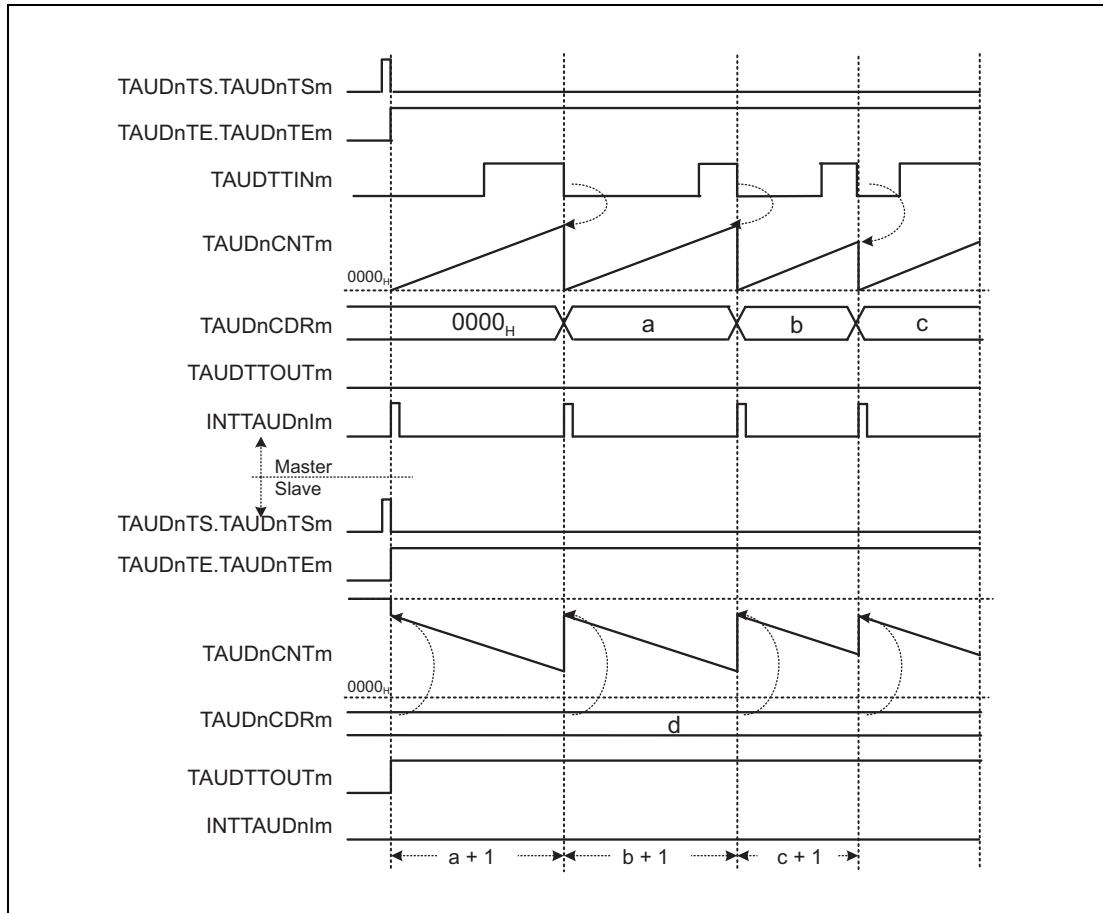 TAUDnTS.TAUDnTSm
TAUDnTE.TAUDnTEm
TAUDTTINm
TAUDnCNTm
0000H
TAUDnCDRm
0000H
a
b
c
TAUDTTOUTm
INTTAUDnIm
Master
Slave
TAUDnTS.TAUDnTSm
TAUDnTE.TAUDnTEm
TAUDnCNTm
0000H
TAUDnCDRm
d
TAUDTTOUTm
INTTAUDnIm
a + 1
b + 1
c + 1